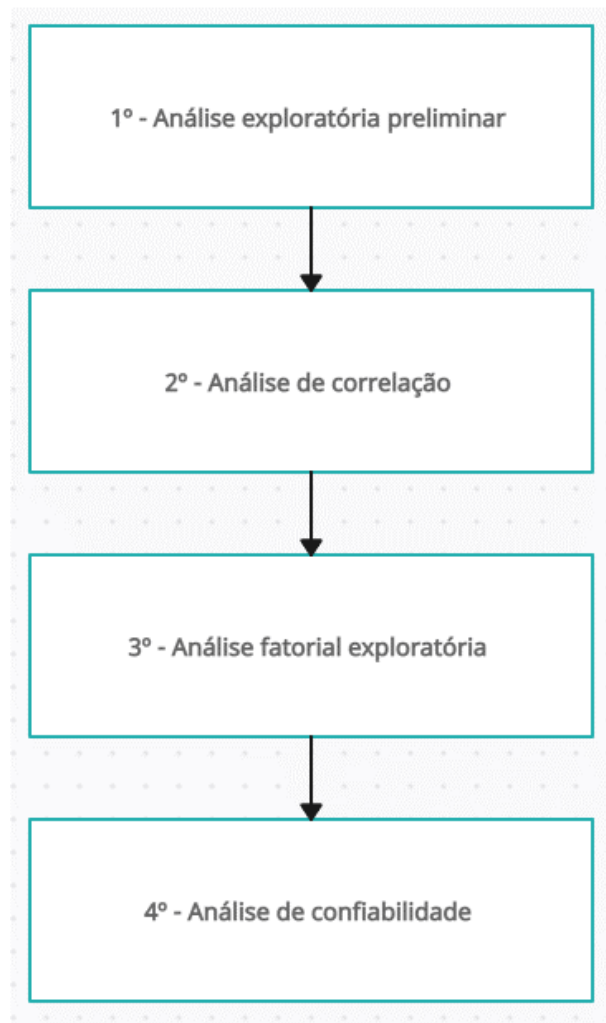 1º - Análise exploratória preliminar
2º - Análise de correlação
3º - Análise fatorial exploratória
4º - Análise de confiabilidade